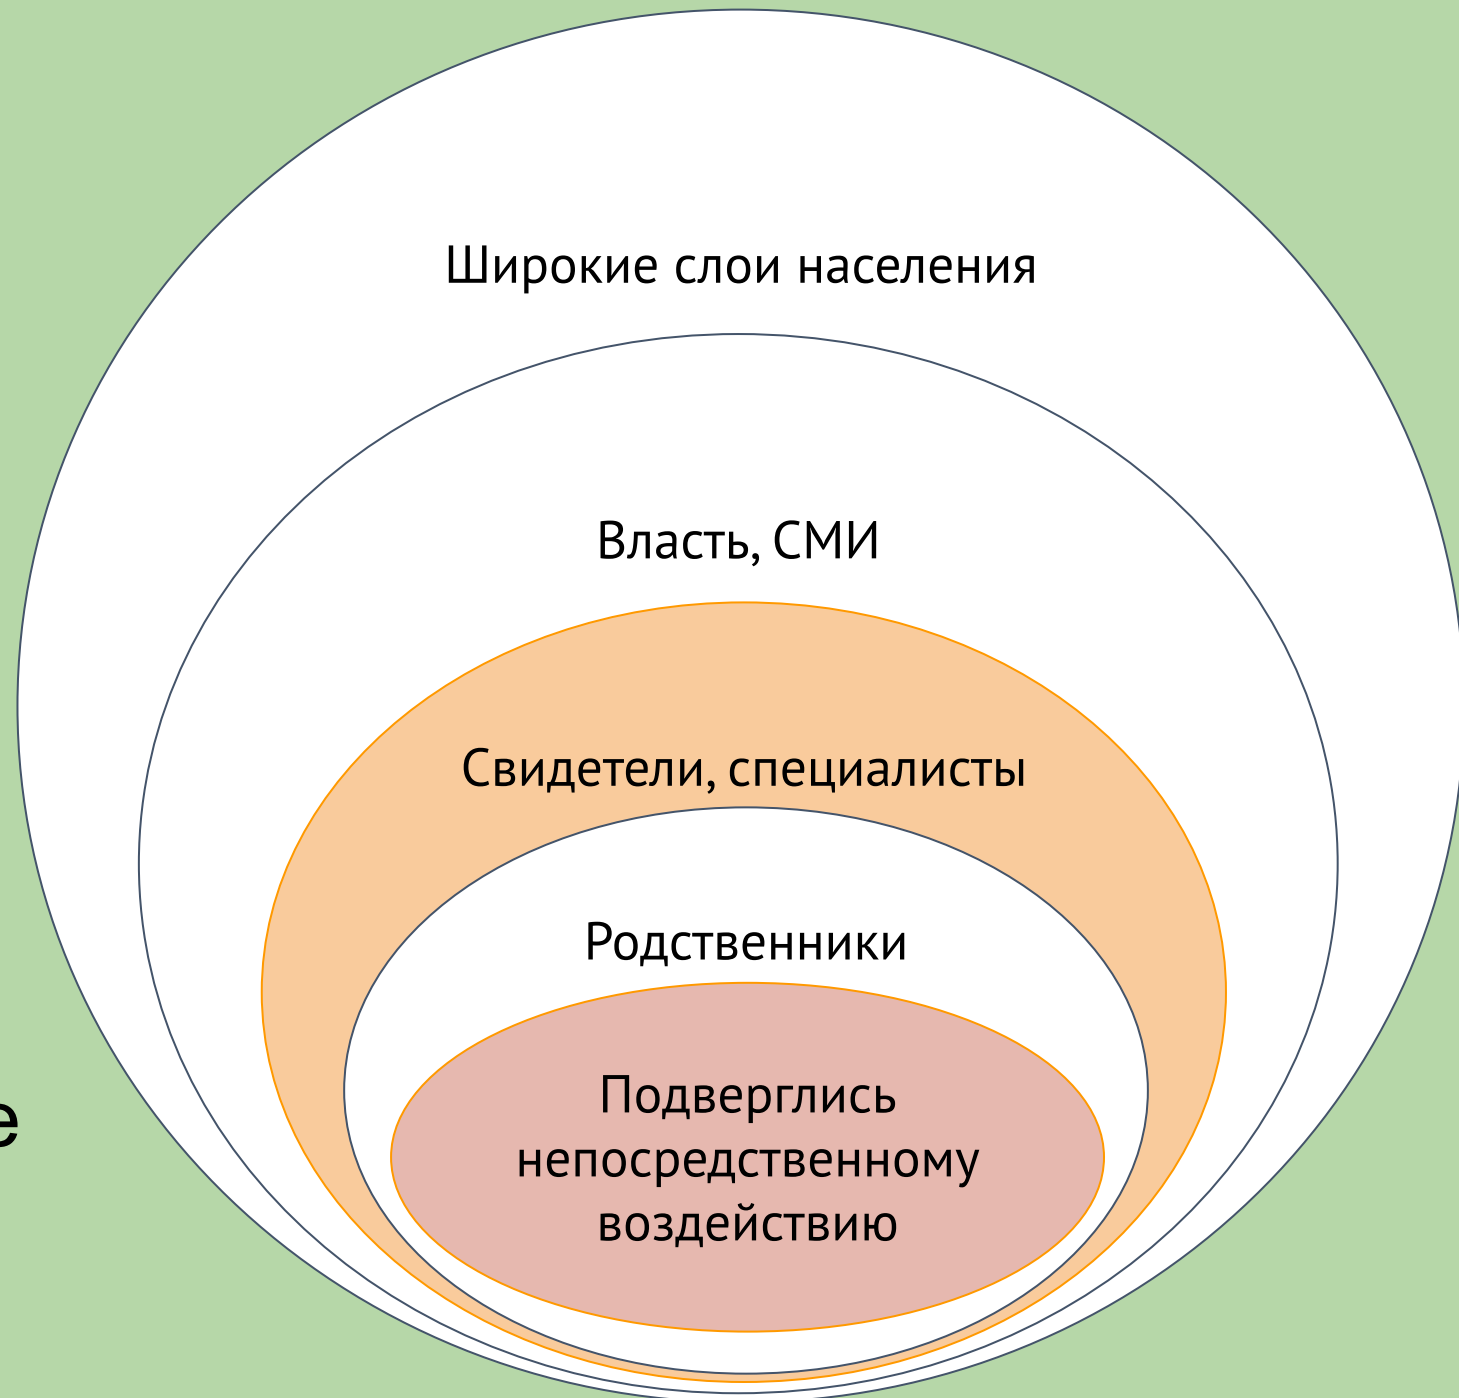 Широкие слои населения
Власть, СМИ
Свидетели, специалисты
Родственники
Подверглись
непосредственному
воздействию
е